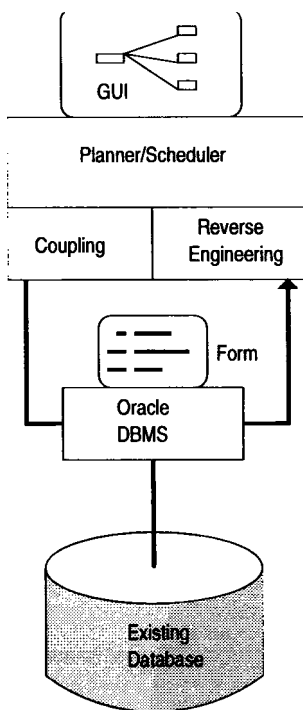 GUI
Planner/Scheduler
Coupling
Reverse
Engineering
Form
Oracle
DBMS
Existing
Database